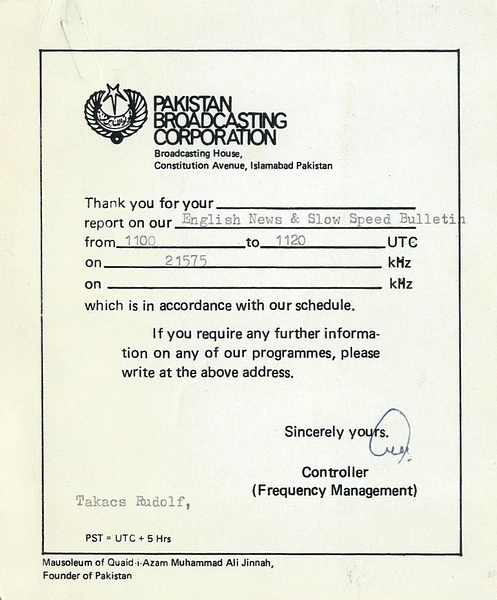 PAKISTAN
BROADCASTING
CORPORATION
Broadcasting House,
Constitution Avenue, Islamabad Pakistan
Thank you for your
report on our English News & Slow Speed Bulletin
from 1100 to 1120 UTC
on 21575 kHz
on kHz
which is in accordance with our schedule.
If you require any further informa-
tion on any of our programmes, please
write at the above address.
Sincerely yours.
Controller
(Frequency Management)
Takacs Rudolf,
PST = UTC + 5 Hrs
Mausoleum of Quaid-i-Azam Muhammad Ali Jinnah,
Founder of Pakistan